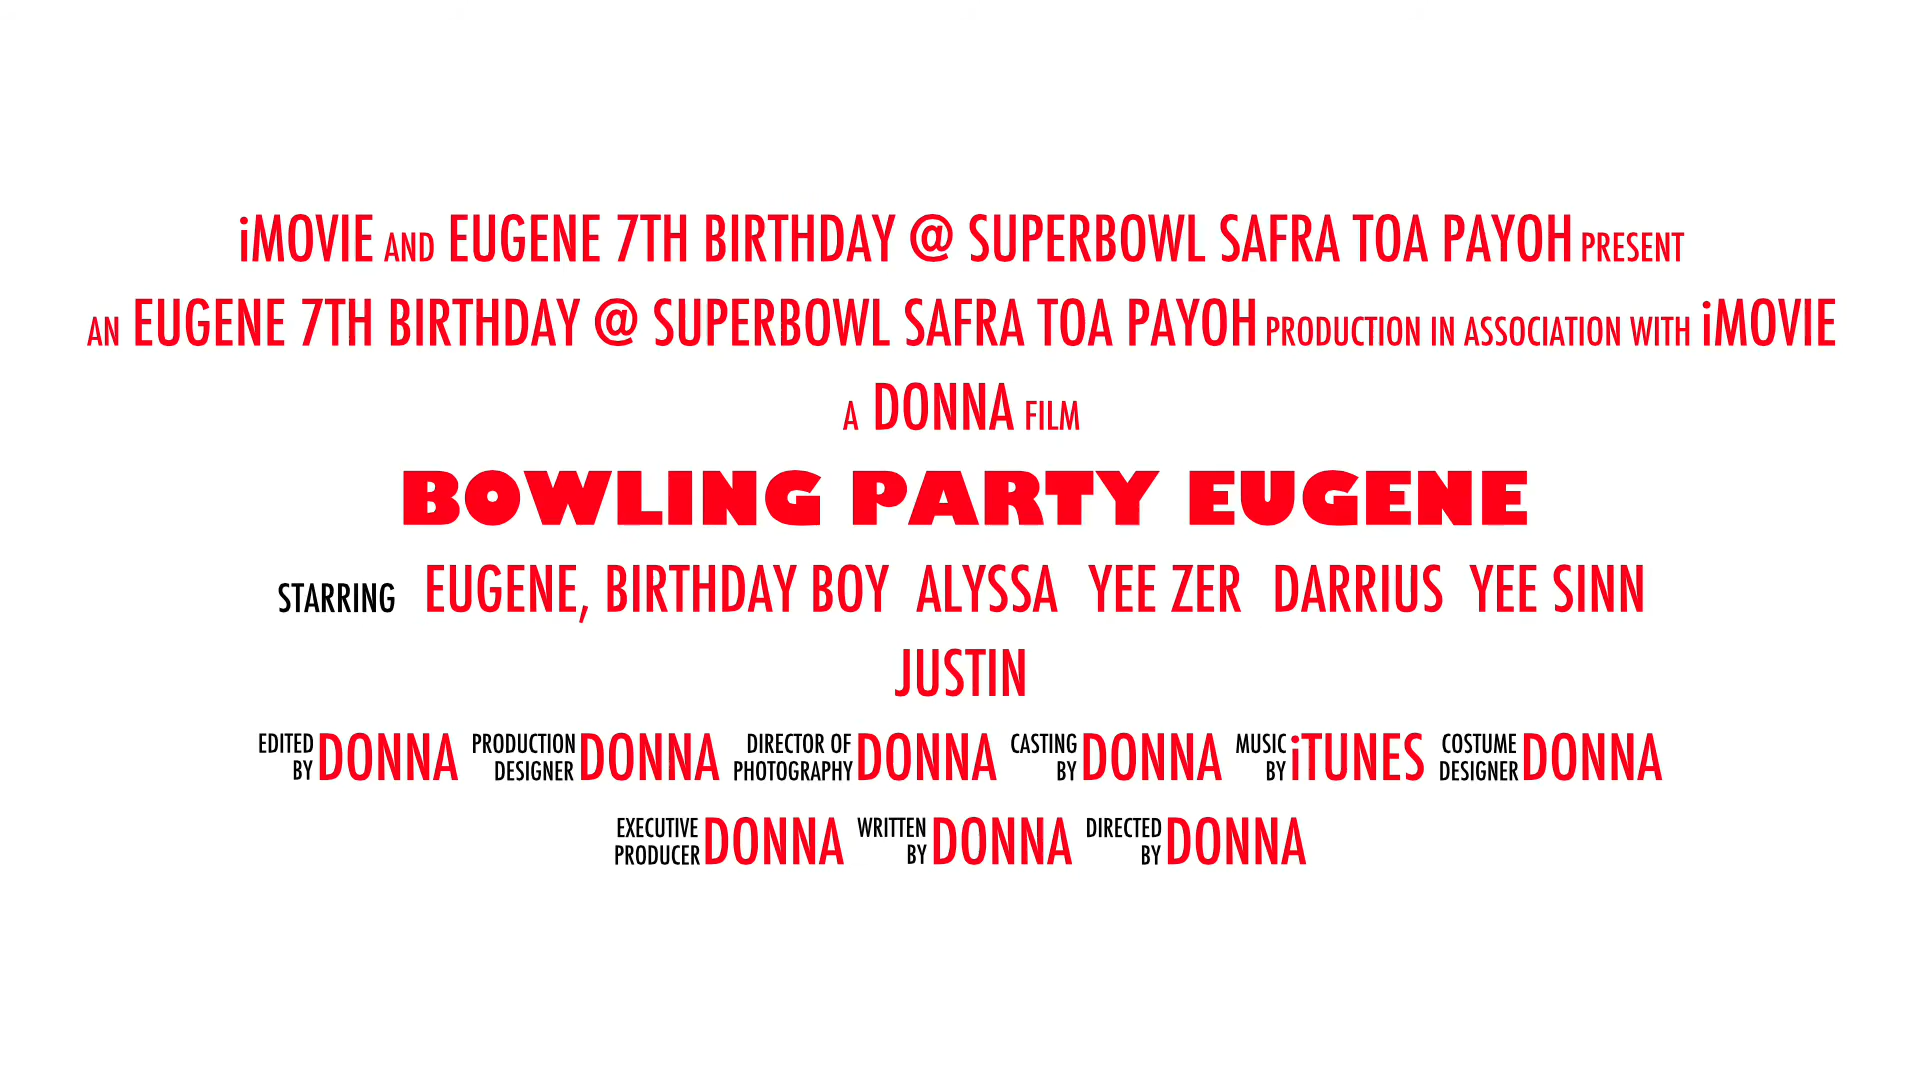 iMOVIE AND EUGENE 7TH BIRTHDAY @ SUPERBOWL SAFRA TOA PAYOH PRESENT
AN EUGENE 7TH BIRTHDAY @ SUPERBOWL SAFRA TOA PAYOH PRODUCTION IN ASSOCIATION WITH iMOVIE
A DONNA FILM
BOWLING PARTY EUGENE
STARRING EUGENE, BIRTHDAY BOY ALYSSA YEE ZER DARRIUS YEE SINN
JUSTIN
EDITED BY DONNA PRODUCTION DESIGNER DONNA DIRECTOR OF PHOTOGRAPHY DONNA CASTING BY DONNA MUSIC BY iTUNES COSTUME DESIGNER DONNA
EXECUTIVE PRODUCER DONNA WRITTEN BY DONNA DIRECTED BY DONNA